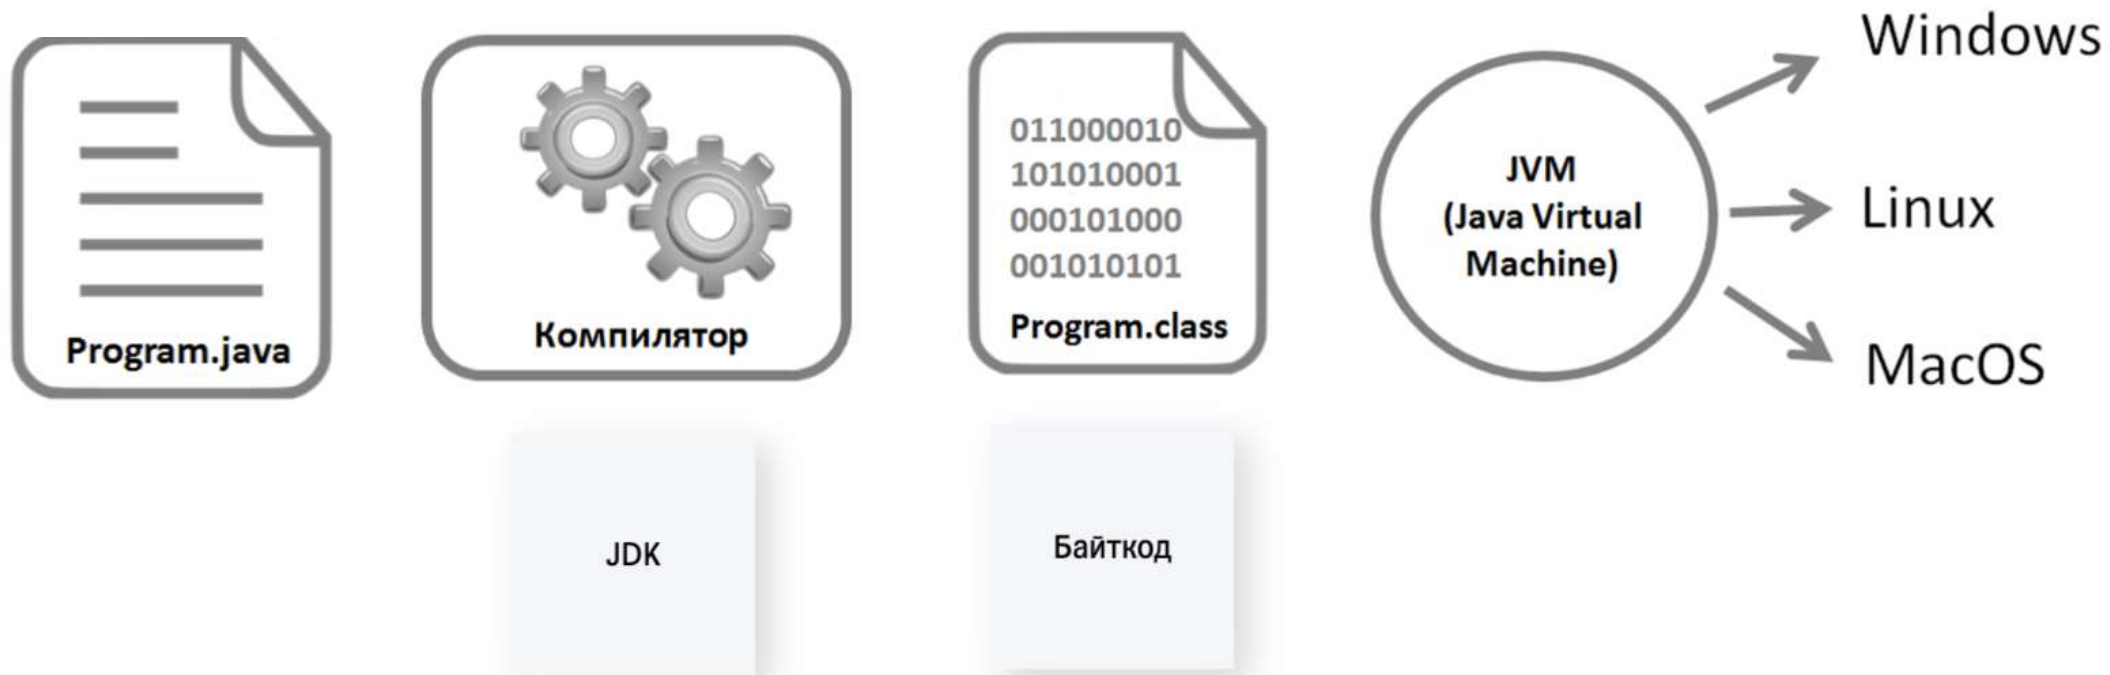 Program.java
Компилятор
011000010
101010001
000101000
001010101
Program.class
JVM
(Java Virtual
Machine)
Windows
Linux
MacOS
JDK
Байткод